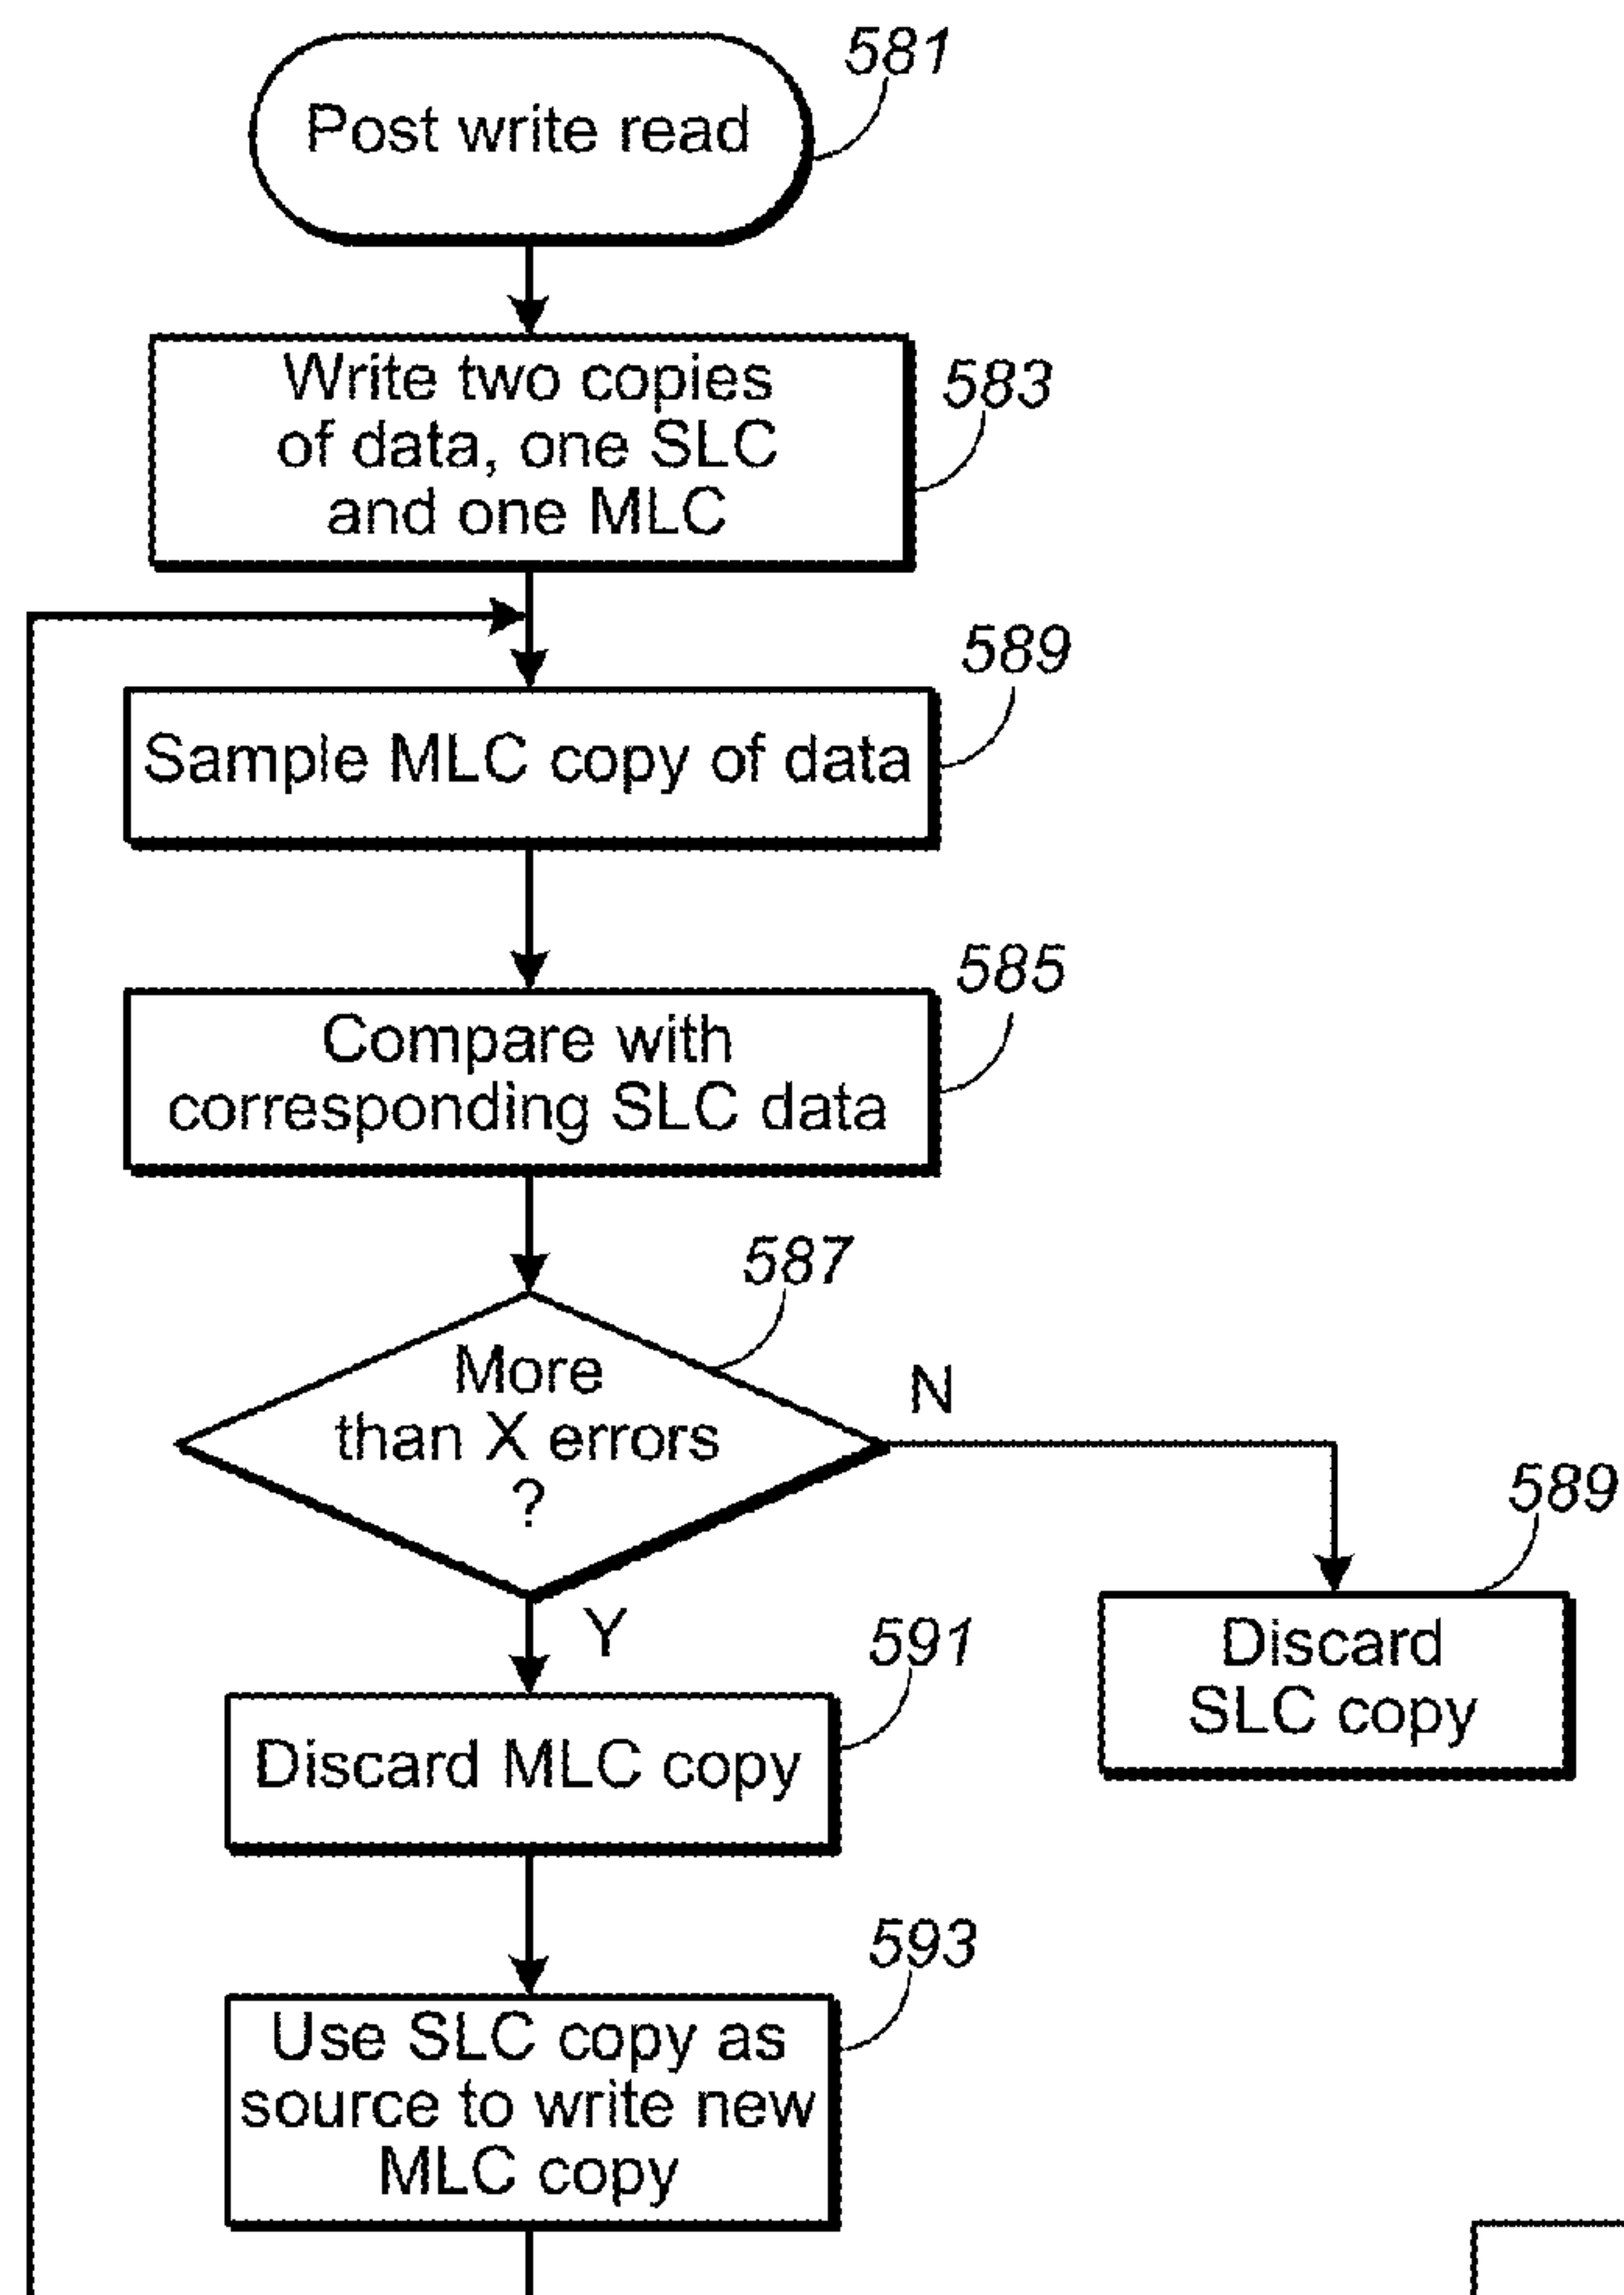 581
Post write read
583
Write two copies
of data, one SLC
and one MLC
589
Sample MLC copy of data
585
Compare with
corresponding SLC data
587
More
than X errors
?
N
Y
589
Discard
SLC copy
591
Discard MLC copy
593
Use SLC copy as
source to write new
MLC copy